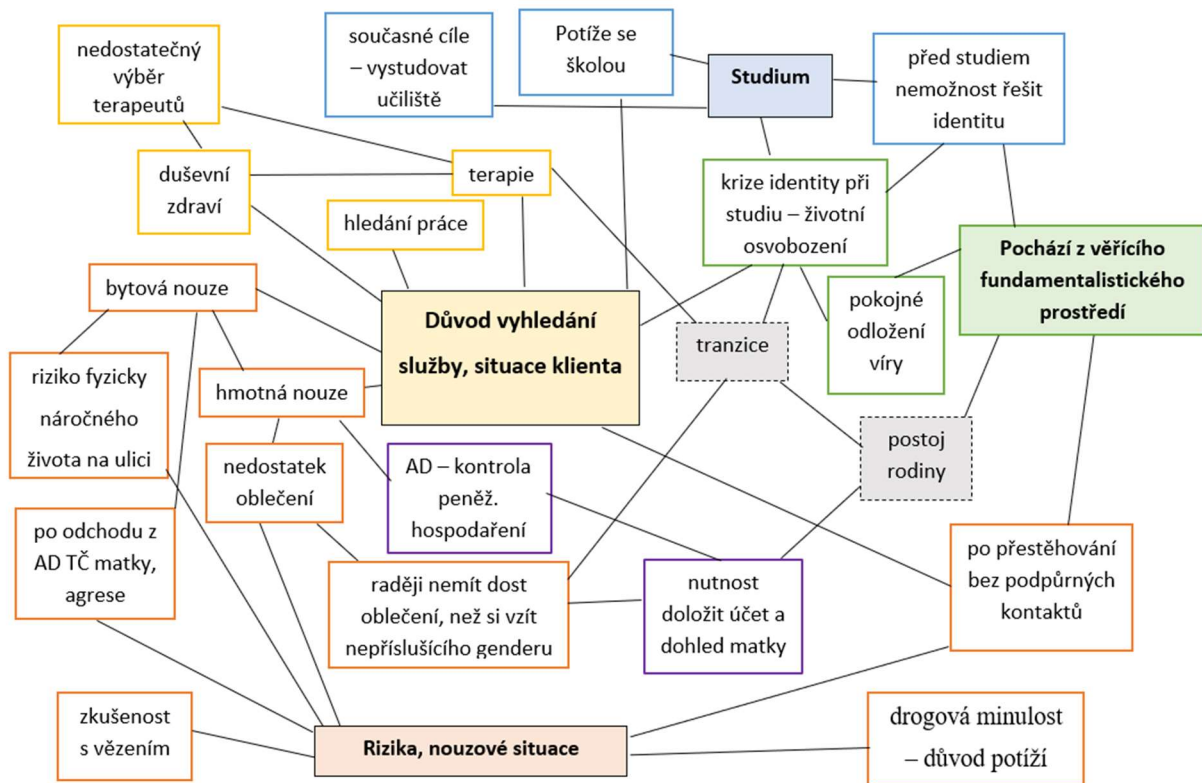 nedostatečný
výběr
terapeutů
současné cíle
– vystudovat
učiliště
Potíže se
školou
Studium
před studiem
nemožnost řešit
identitu
duševní
zdraví
terapie
hledání práce
krize identity při
studiu – životní
osvobození
Pochází z věřícího
fundamentalistického
prostředí
bytová nouze
Důvod vyhledání
služby, situace klienta
tranzice
pokojné
odložení
víry
riziko fyzicky
náročného
života na ulici
hmotná nouze
postoj
rodiny
nedostatek
oblečení
AD – kontrola
peněž.
hospodaření
po odchodu z
AD TČ matky,
agrese
raději nemít dost
oblečení, než si vzít
nepříslušícího genderu
nutnost
doložit účet a
dohled matky
po přestěhování
bez podpůrných
kontaktů
zkušenost
s vězením
Rizika, nouzové situace
drogová minulost
– důvod potíží